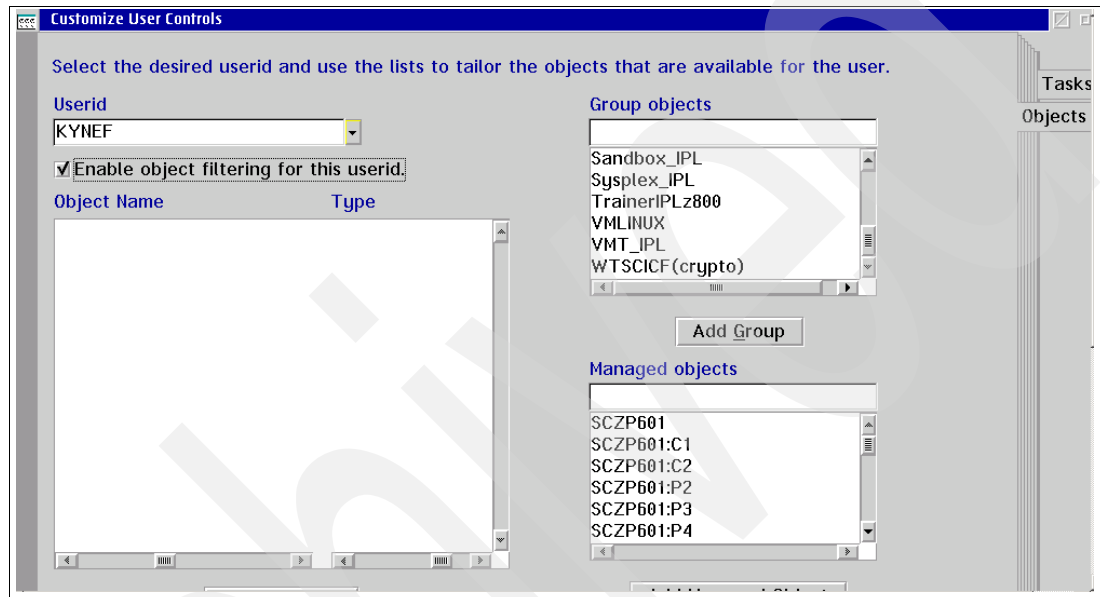 Customize User Controls
Select the desired userid and use the lists to tailor the objects that are available for the user.
Tasks
Objects
Userid
KYNEF
Enable object filtering for this userid.
Object Name Type
Group objects
Sandbox_IPL
Sysplex_IPL
TrainerIPLz800
VMLINUX
VMT_IPL
WTSCICF(crypto)
Add Group
Managed objects
SCZP601
SCZP601:C1
SCZP601:C2
SCZP601:P2
SCZP601:P3
SCZP601:P4